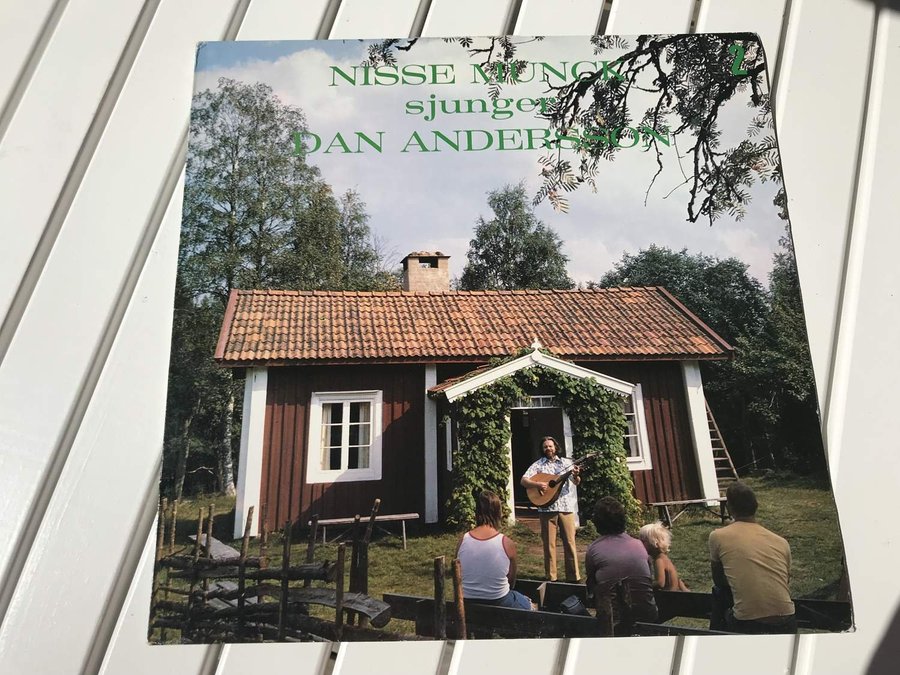 NISSE MUNCK
sjunger
DAN ANDERSSON
2